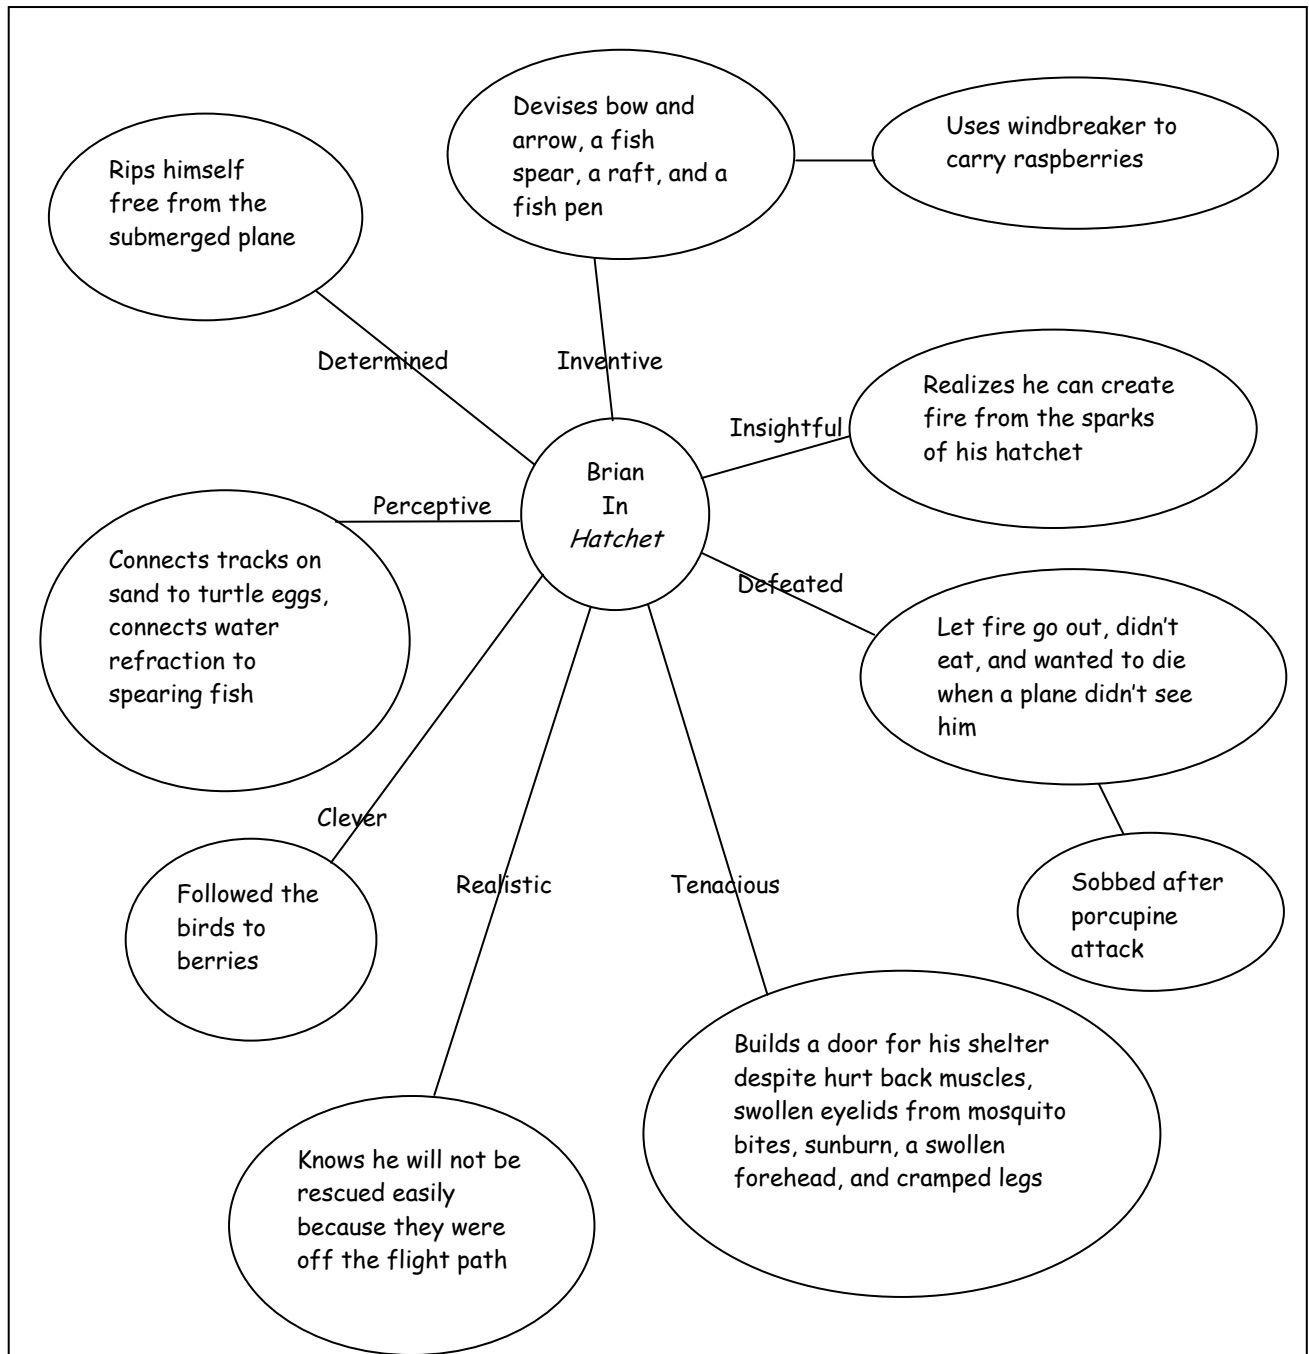 Devises bow and
arrow, a fish
spear, a raft, and a
fish pen
Uses windbreaker to
carry raspberries
Rips himself
free from the
submerged plane
Determined
Inventive
Insightful
Realizes he can create
fire from the sparks
of his hatchet
Brian
In
Hatchet
Perceptive
Connects tracks on
sand to turtle eggs,
connects water
refraction to
spearing fish
Defeated
Let fire go out, didn’t
eat, and wanted to die
when a plane didn’t see
him
Sobbed after
porcupine
attack
Clever
Followed the
birds to
berries
Realistic
Knows he will not be
rescued easily
because they were
off the flight path
Tenacious
Builds a door for his shelter
despite hurt back muscles,
swollen eyelids from mosquito
bites, sunburn, a swollen
forehead, and cramped legs